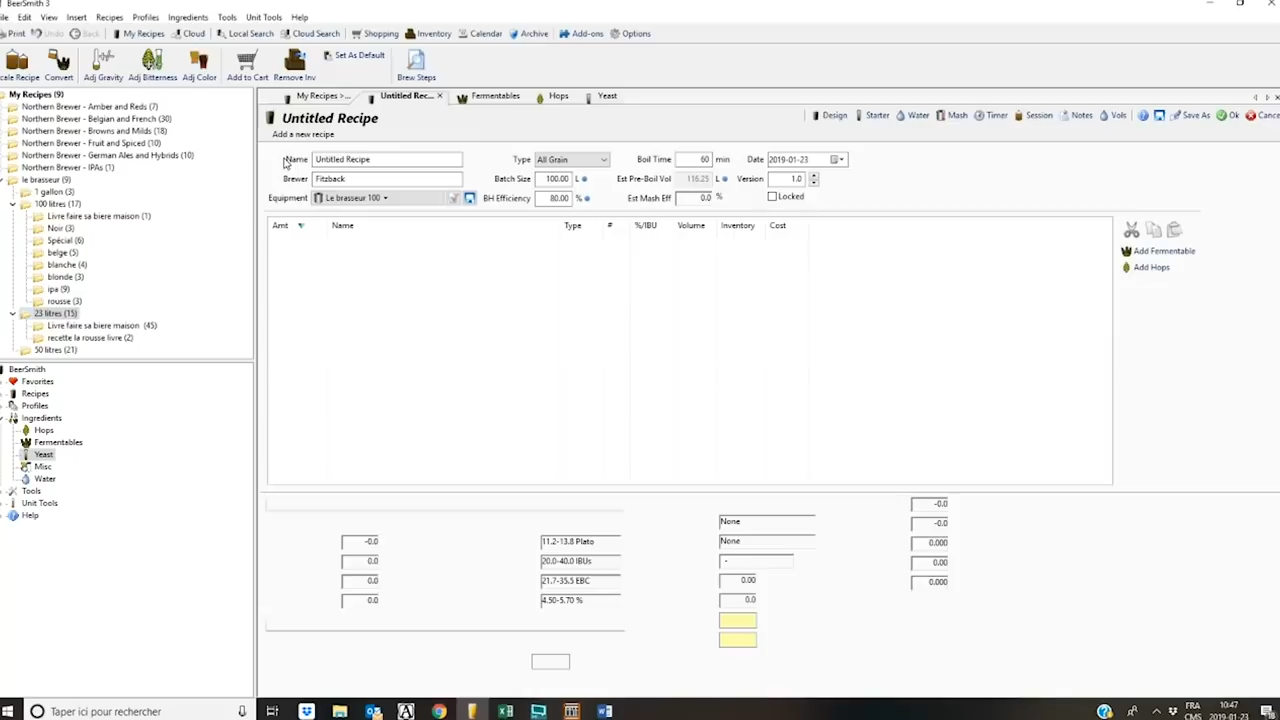 BeerSmith 3
ile Edit View Insert Recipes Profiles Ingredients Tools Unit Tools Help
Print Undo Back My Recipes Cloud Local Search Cloud Search Shopping Inventory Calendar Archive Add-ons Options
Set As Default
cale Recipe Convert Adj Gravity Adj Bitterness Adj Color Add to Cart Remove Inv Brew Steps
My Recipes (9)
Northern Brewer - Amber and Reds (7)
Northern Brewer - Belgian and French (30)
Northern Brewer - Browns and Milds (18)
Northern Brewer - Fruit and Spiced (10)
Northern Brewer - German Ales and Hybrids (10)
Northern Brewer - IPAs (1)
le brasseur (9)
1 gallon (3)
100 litres (17)
Livre faire sa biere maison (1)
Noir (3)
Spécial (6)
belge (5)
blanche (4)
blonde (3)
ipa (9)
rousse (3)
23 litres (15)
Livre faire sa biere maison (45)
recette la rousse livre (2)
50 litres (21)
BeerSmith
Favorites
Recipes
Profiles
Ingredients
Hops
Fermentables
Yeast
Misc
Water
Tools
Unit Tools
Help
My Recipes >... Untitled Rec... Fermentables Hops Yeast
Untitled Recipe
Design Starter Water Mash Timer Session Notes Vols Save As Ok Cance
Add a new recipe
Name Untitled Recipe Type All Grain Boil Time 60 min Date 2019-01-23
Brewer Fitzback Batch Size 100.00 L Est Pre-Boil Vol 116.25 L Version 1.0
Equipment Le brasseur 100 BH Efficiency 80.00 % Est Mash Eff 0.0 % Locked
Amt Name Type # %/IBU Volume Inventory Cost
Add Fermentable
Add Hops
-0.0
None -0.0
-0.0 11.2-13.8 Plato None 0.000
0.0 20.0-40.0 IBUs - 0.00
0.0 21.7-35.5 EBC 0.00 0.000
0.0 4.50-5.70 % 0.0
Taper ici pour rechercher
FRA 10:47
CMS 2019-01-23